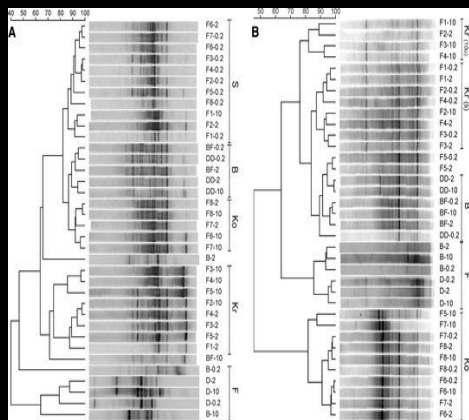 40 50 60 70 80 90 100
A
F6-2
F7-0.2
F6-0.2
F3-0.2
F4-0.2
F2-0.2
F5-0.2
F8-0.2
F1-10
F2-2
F1-0.2
BF-0.2
DD-0.2
BF-2
DD-2
DD-10
F8-2
F8-10
F7-2
F6-10
F7-10
B-2
F3-10
F4-10
F5-10
F2-10
F4-2
F3-2
F5-2
F1-2
BF-10
B-0.2
D-2
D-10
D-0.2
B-10
S
B
Ko
Kr
F
50 60 70 80 90 100
B
F1-10
F2-2
F3-10
F4-10
F1-0.2
F1-2
F2-0.2
F4-0.2
F2-10
F4-2
F3-0.2
F3-2
F5-0.2
F5-2
DD-2
DD-10
BF-0.2
BF-10
BF-2
DD-0.2
B-2
B-10
B-0.2
D-0.2
D-2
D-10
F5-10
F7-10
F7-0.2
F8-2
F8-10
F8-0.2
F6-10
F6-0.2
F7-2
F6-2
Kr
Kr
B
F
Ko